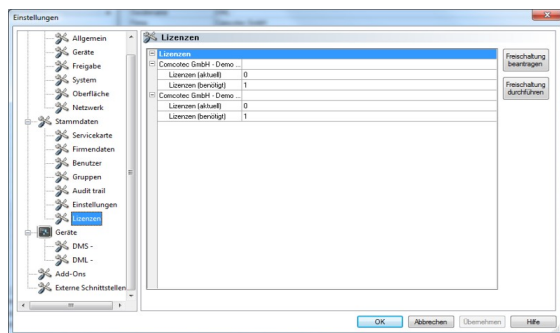 Einstellungen
Allgemein
Geräte
Freigabe
System
Oberfläche
Netzwerk
Stammdaten
Servicekarte
Firmendaten
Benutzer
Gruppen
Audit trail
Einstellungen
Lizenzen
Geräte
DMS -
DML -
Add-Ons
Externe Schnittstellen
Lizenzen
Lizenzen
Comcotec GmbH - Demo ...
Lizenzen (aktuell) 0
Lizenzen (benötigt) 1
Comcotec GmbH - Demo ...
Lizenzen (aktuell) 0
Lizenzen (benötigt) 1
Freischaltung
beantragen
Freischaltung
durchführen
OK Abbrechen Übernehmen Hilfe